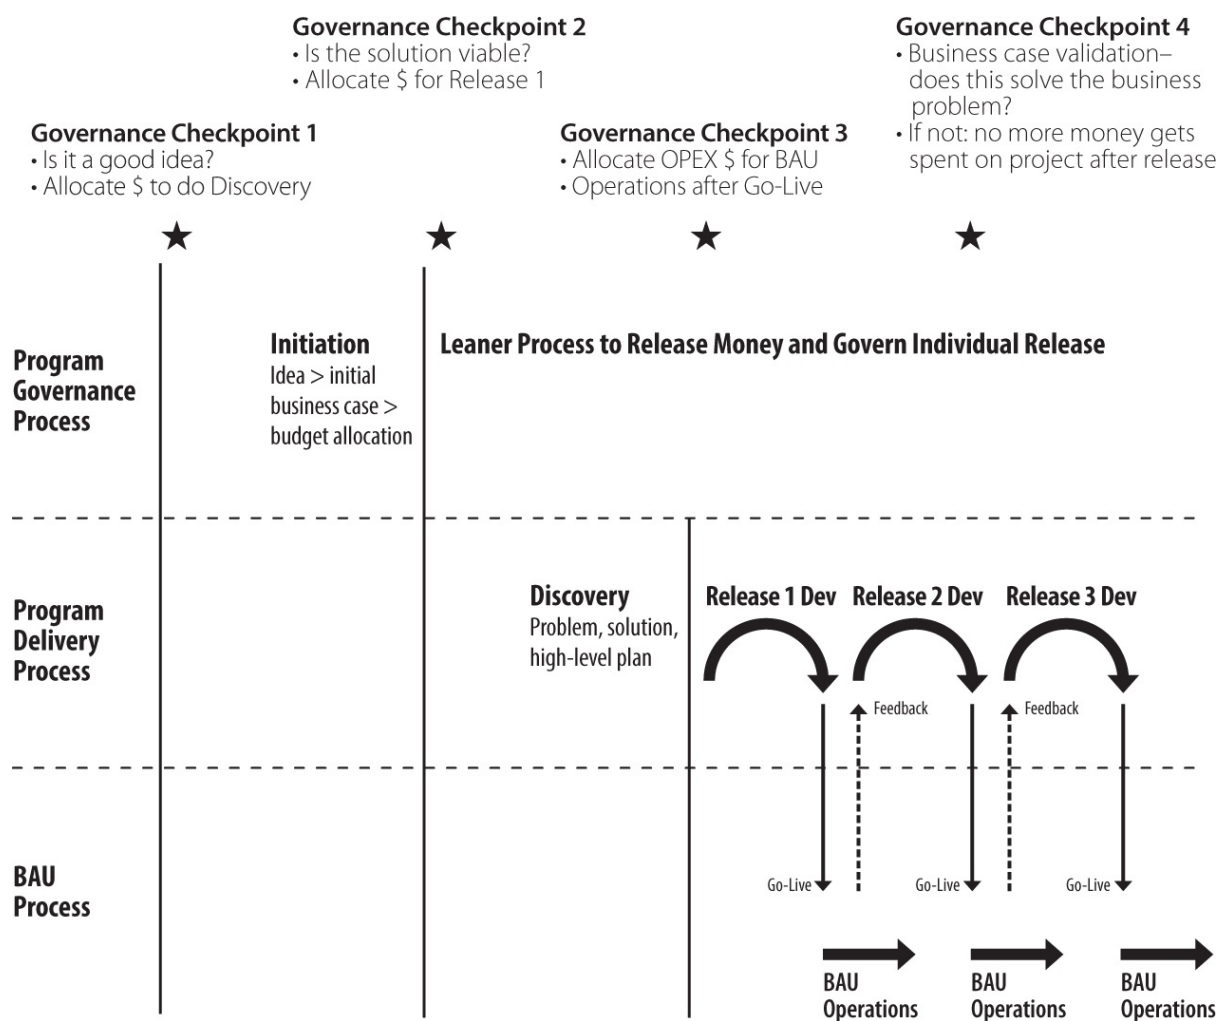 Governance Checkpoint 1
• Is it a good idea?
• Allocate $ to do Discovery
Governance Checkpoint 2
• Is the solution viable?
• Allocate $ for Release 1
Governance Checkpoint 3
• Allocate OPEX $ for BAU
• Operations after Go-Live
Governance Checkpoint 4
• Business case validation–
does this solve the business
problem?
• If not: no more money gets
spent on project after release
Program
Governance
Process
Initiation
Idea > initial
business case >
budget allocation
Leaner Process to Release Money and Govern Individual Release
Program
Delivery
Process
Discovery
Problem, solution,
high-level plan
Release 1 Dev
Release 2 Dev
Release 3 Dev
Feedback
Feedback
BAU
Process
Go-Live
Go-Live
Go-Live
BAU
Operations
BAU
Operations
BAU
Operations